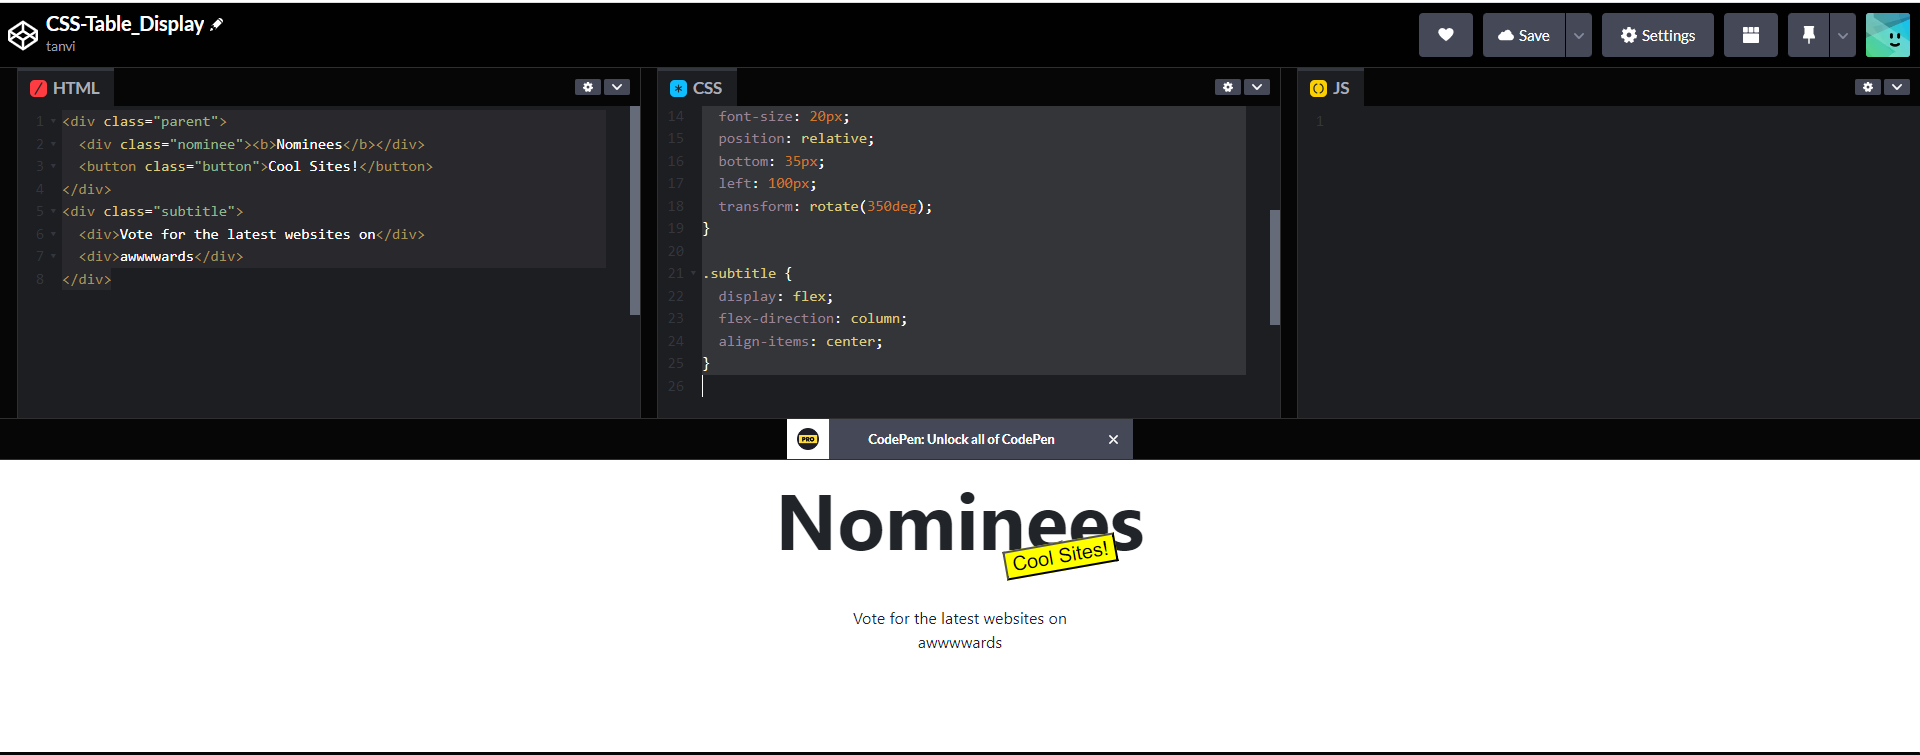 CSS-Table_Display
tanvi
Save
Settings
HTML
1 <div class="parent">
2 <div class="nominee"><b>Nominees</b></div>
3 <button class="button">Cool Sites!</button>
4 </div>
5 <div class="subtitle">
6 <div>Vote for the latest websites on</div>
7 <div>awwwwards</div>
8 </div>
* CSS
14 font-size: 20px;
15 position: relative;
16 bottom: 35px;
17 left: 100px;
18 transform: rotate(350deg);
19 }
20
21 .subtitle {
22 display: flex;
23 flex-direction: column;
24 align-items: center;
25 }
26
() JS
1
PRO
CodePen: Unlock all of CodePen
Nominees
Cool Sites!
Vote for the latest websites on
awwwwards